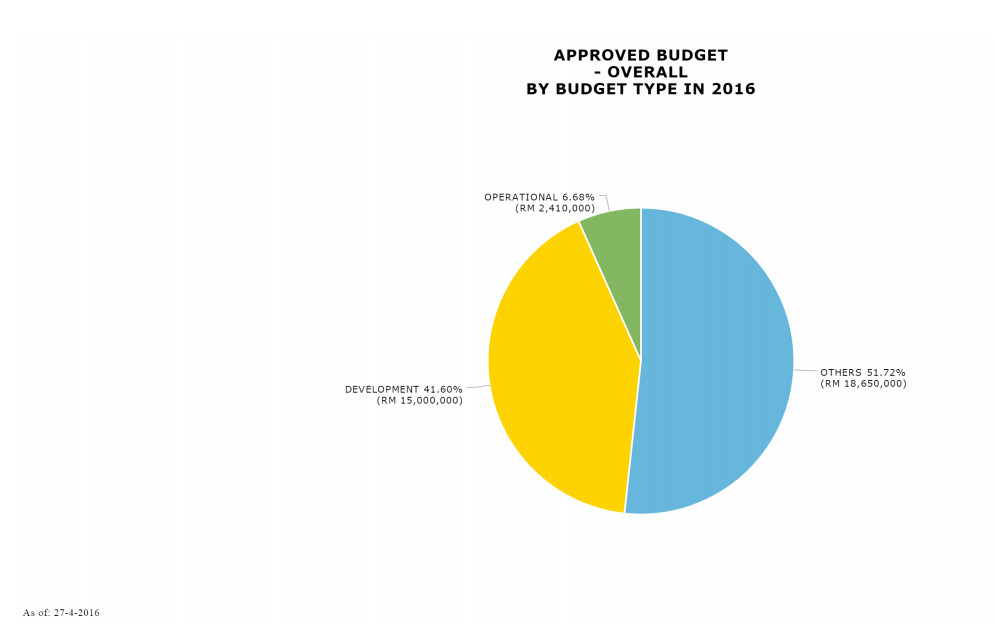 APPROVED BUDGET
- OVERALL
BY BUDGET TYPE IN 2016
OPERATIONAL 6.68%
(RM 2,410,000)
OTHERS 51.72%
(RM 18,650,000)
DEVELOPMENT 41.60%
(RM 15,000,000)
As of: 27-4-2016